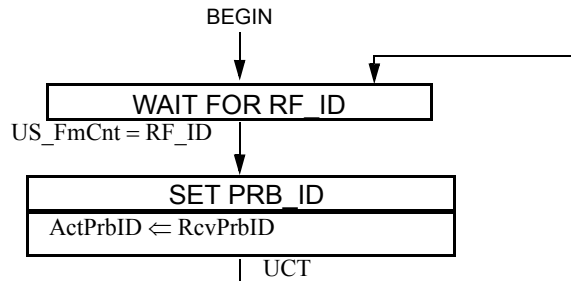 BEGIN
WAIT FOR RF_ID
US_FmCnt = RF_ID
SET PRB_ID
ActPrbID ⇐ RcvPrbID
UCT